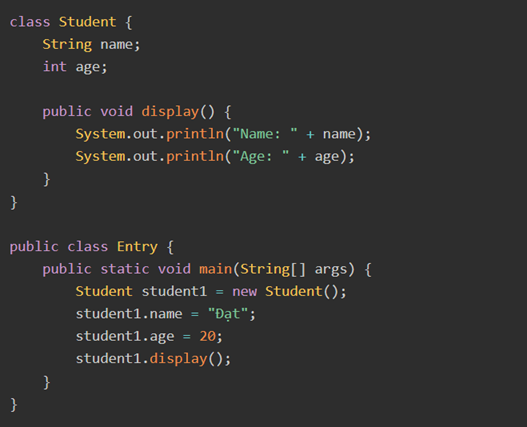 class Student {
    String name;
    int age;

    public void display() {
        System.out.println("Name: " + name);
        System.out.println("Age: " + age);
    }
}

public class Entry {
    public static void main(String[] args) {
        Student student1 = new Student();
        student1.name = "Đạt";
        student1.age = 20;
        student1.display();
    }
}